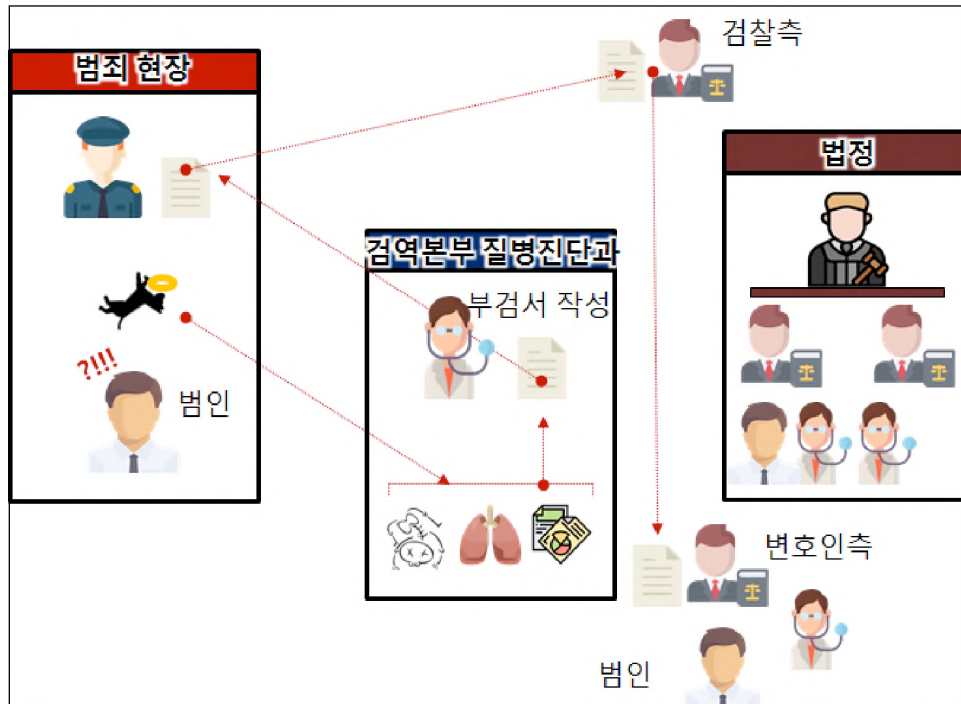 범죄 현장
?!!!
범인
검역본부 질병진단과
부검서 작성
검찰측
법정
변호인측
범인